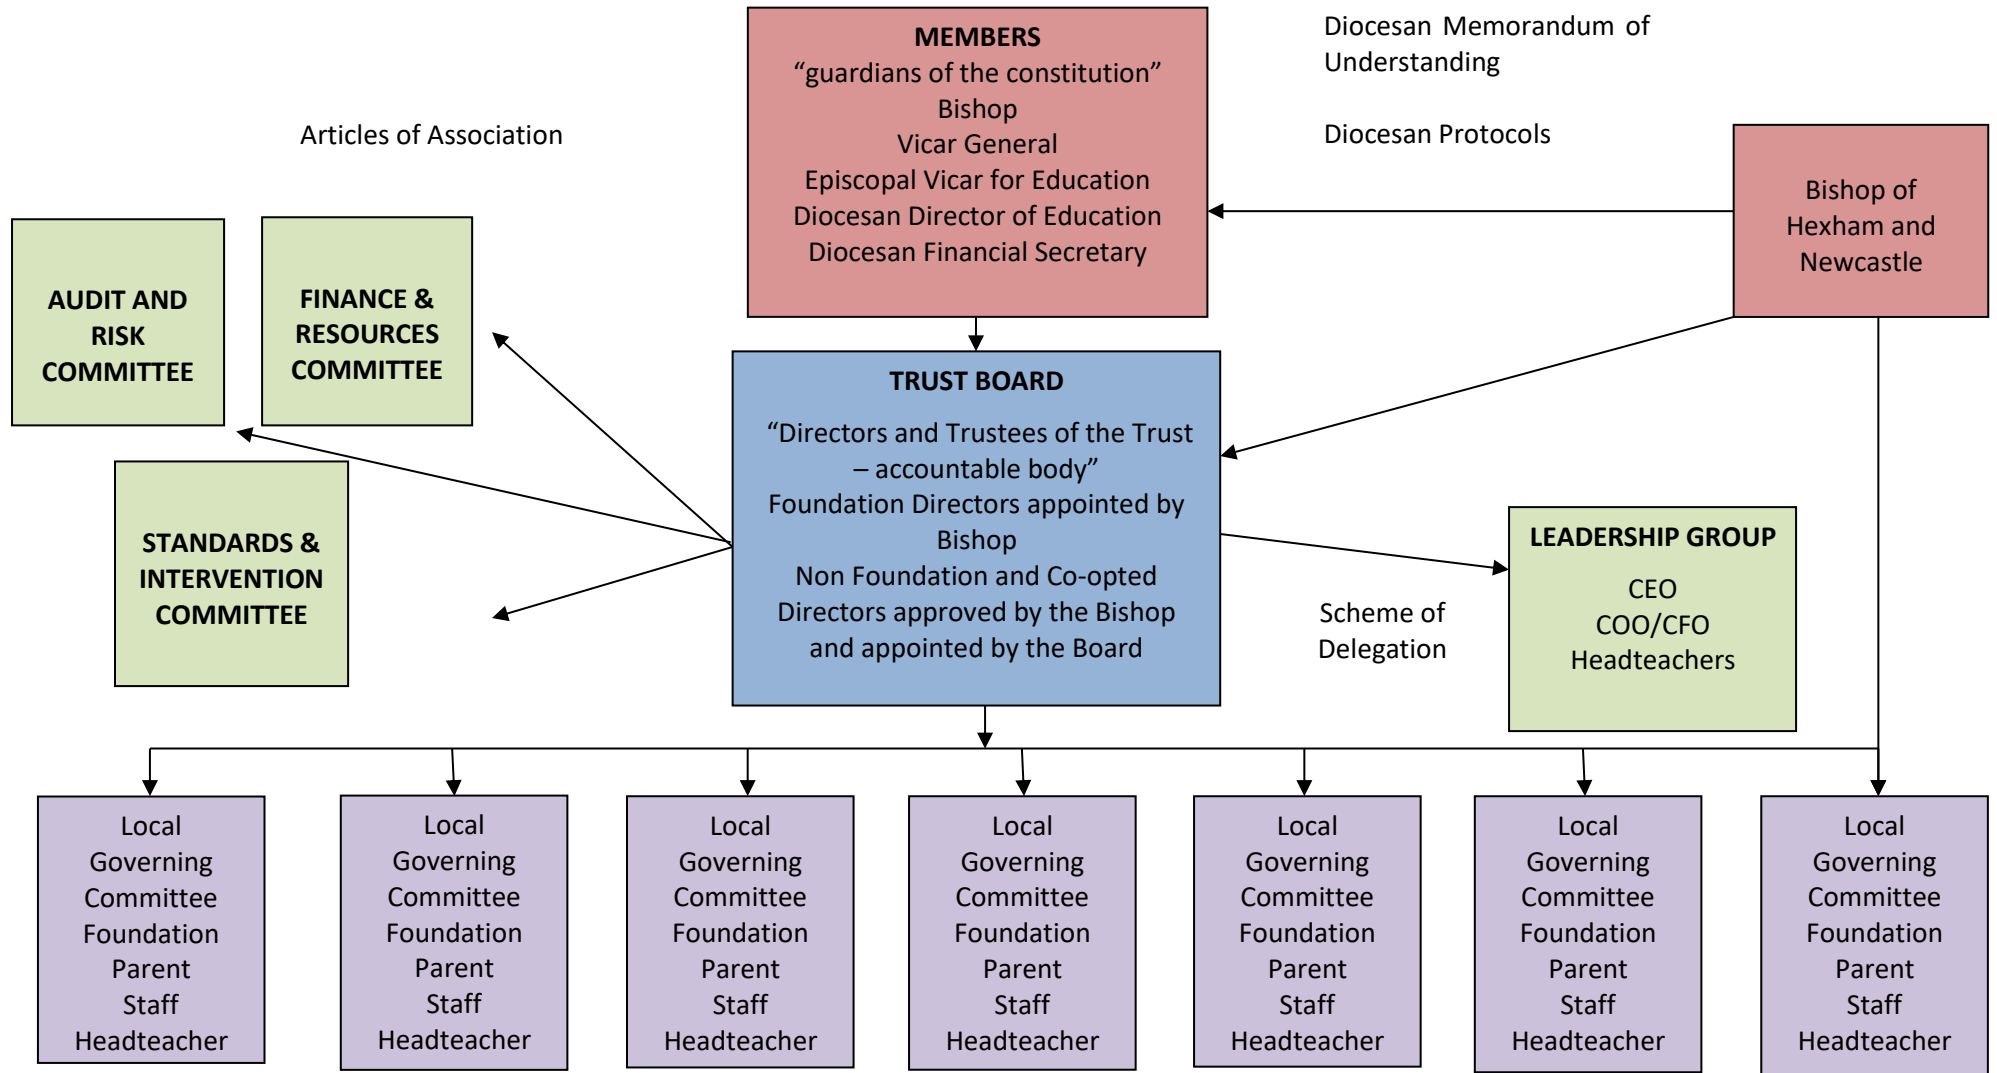 MEMBERS
“guardians of the constitution”
Bishop
Vicar General
Episcopal Vicar for Education
Diocesan Director of Education
Diocesan Financial Secretary
Diocesan Memorandum of
Understanding
Diocesan Protocols
Articles of Association
Bishop of
Hexham and
Newcastle
AUDIT AND
RISK
COMMITTEE
FINANCE &
RESOURCES
COMMITTEE
STANDARDS &
INTERVENTION
COMMITTEE
TRUST BOARD
“Directors and Trustees of the Trust
– accountable body”
Foundation Directors appointed by
Bishop
Non Foundation and Co-opted
Directors approved by the Bishop
and appointed by the Board
LEADERSHIP GROUP
CEO
COO/CFO
Headteachers
Scheme of
Delegation
Local
Governing
Committee
Foundation
Parent
Staff
Headteacher
Local
Governing
Committee
Foundation
Parent
Staff
Headteacher
Local
Governing
Committee
Foundation
Parent
Staff
Headteacher
Local
Governing
Committee
Foundation
Parent
Staff
Headteacher
Local
Governing
Committee
Foundation
Parent
Staff
Headteacher
Local
Governing
Committee
Foundation
Parent
Staff
Headteacher
Local
Governing
Committee
Foundation
Parent
Staff
Headteacher